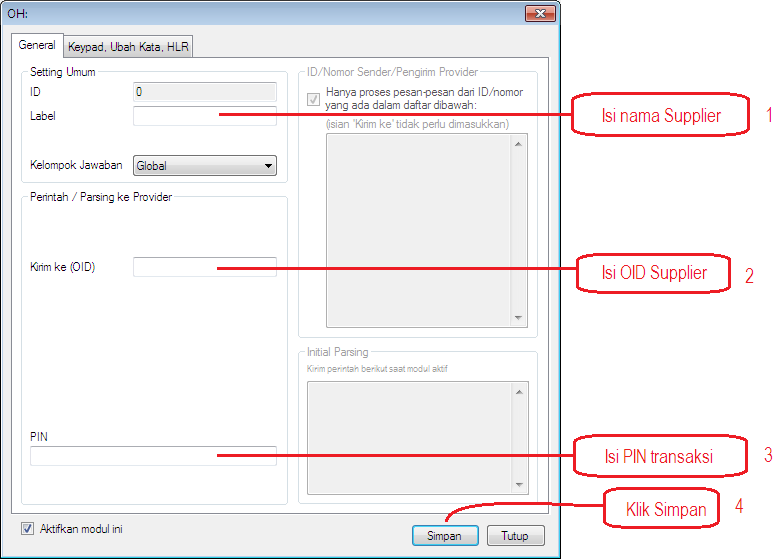 OH:
General
Keypad, Ubah Kata, HLR
Setting Umum
ID
0
Label
Kelompok Jawaban
Global
Perintah / Parsing ke Provider
Kirim ke (OID)
PIN
ID/Nomor Sender/Pengirim Provider
Hanya proses pesan-pesan dari ID/nomor
yang ada dalam daftar dibawah:
(isian 'Kirim ke' tidak perlu dimasukkan)
Initial Parsing
Kirim perintah berikut saat modul aktif
Aktifkan modul ini
Simpan
Tutup
Isi nama Supplier
1
Isi OID Supplier
2
Isi PIN transaksi
3
Klik Simpan
4